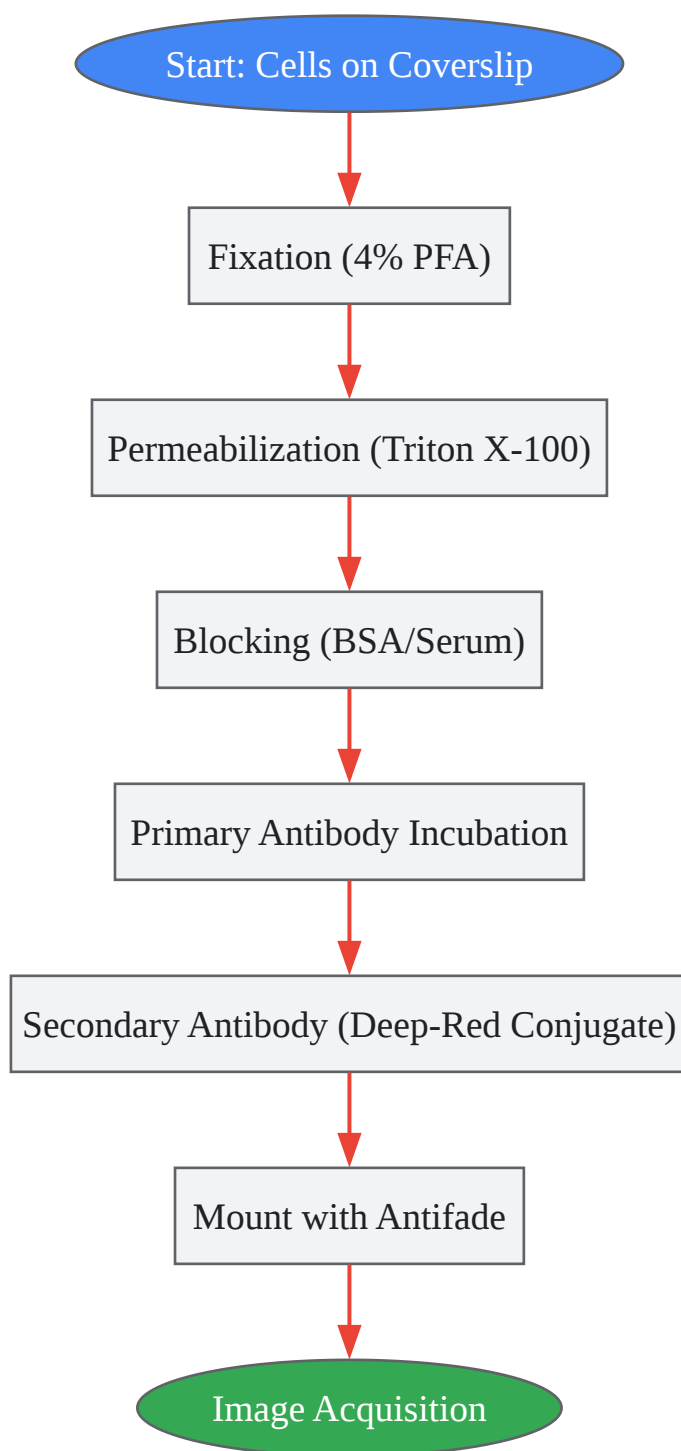 Start: Cells on Coverslip
Fixation (4% PFA)
Permeabilization (Triton X-100)
Blocking (BSA/Serum)
Primary Antibody Incubation
Secondary Antibody (Deep-Red Conjugate)
Mount with Antifade
Image Acquisition